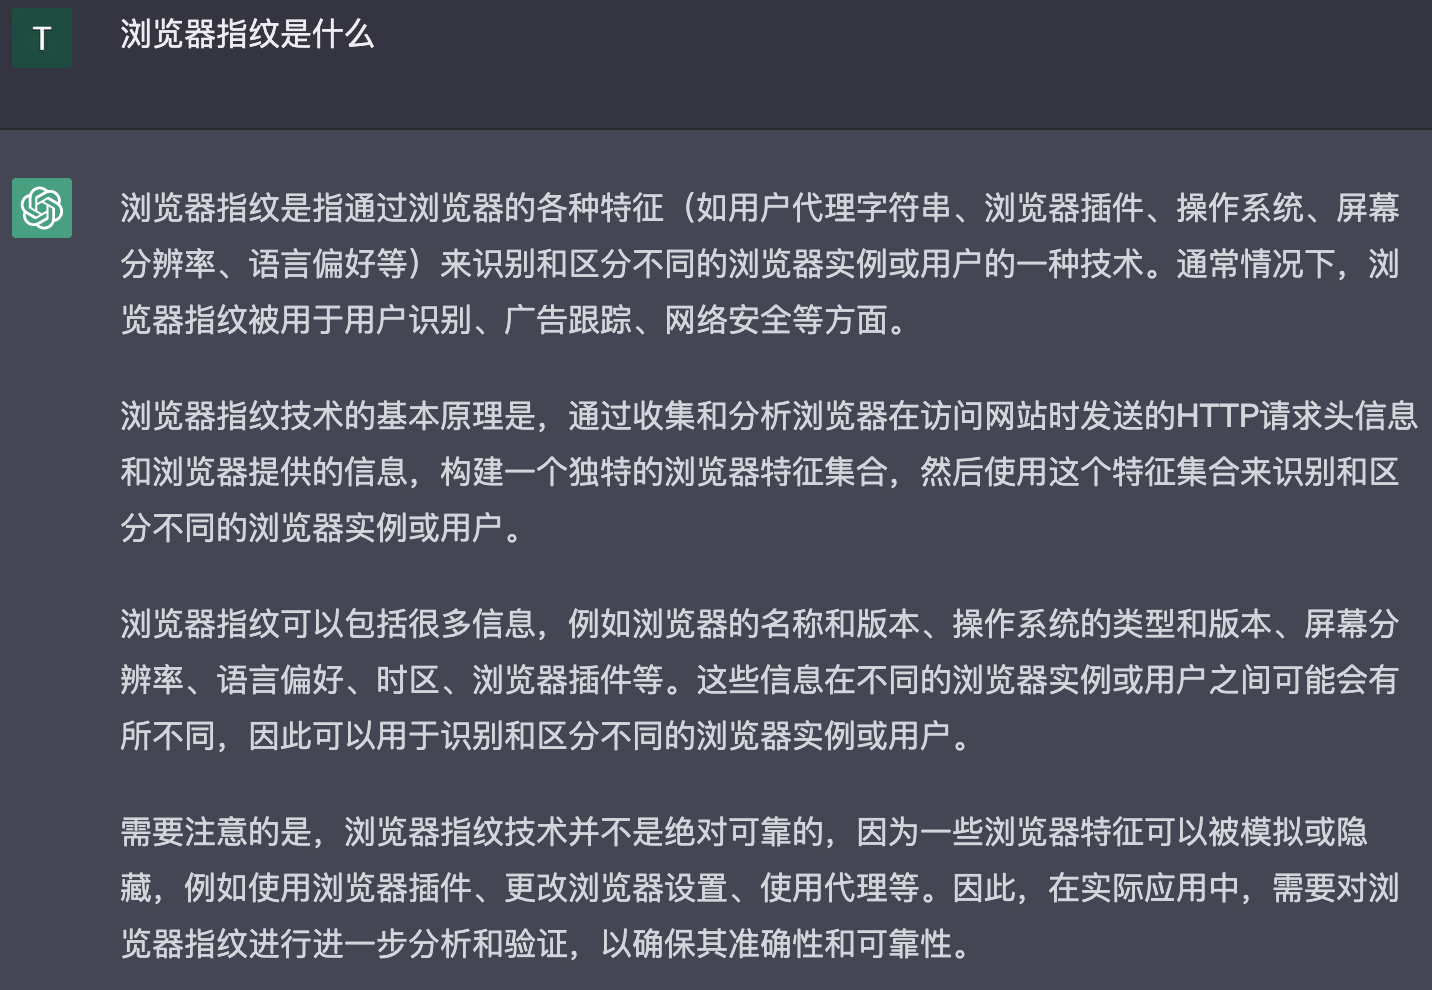 T
浏览器指纹是什么
浏览器指纹是指通过浏览器的各种特征（如用户代理字符串、浏览器插件、操作系统、屏幕
分辨率、语言偏好等）来识别和区分不同的浏览器实例或用户的一种技术。通常情况下，浏
览器指纹被用于用户识别、广告跟踪、网络安全等方面。
浏览器指纹技术的基本原理是，通过收集和分析浏览器在访问网站时发送的HTTP请求头信息
和浏览器提供的信息，构建一个独特的浏览器特征集合，然后使用这个特征集合来识别和区
分不同的浏览器实例或用户。
浏览器指纹可以包括很多信息，例如浏览器的名称和版本、操作系统的类型和版本、屏幕分
辨率、语言偏好、时区、浏览器插件等。这些信息在不同的浏览器实例或用户之间可能会有
所不同，因此可以用于识别和区分不同的浏览器实例或用户。
需要注意的是，浏览器指纹技术并不是绝对可靠的，因为一些浏览器特征可以被模拟或隐
藏，例如使用浏览器插件、更改浏览器设置、使用代理等。因此，在实际应用中，需要对浏
览器指纹进行进一步分析和验证，以确保其准确性和可靠性。